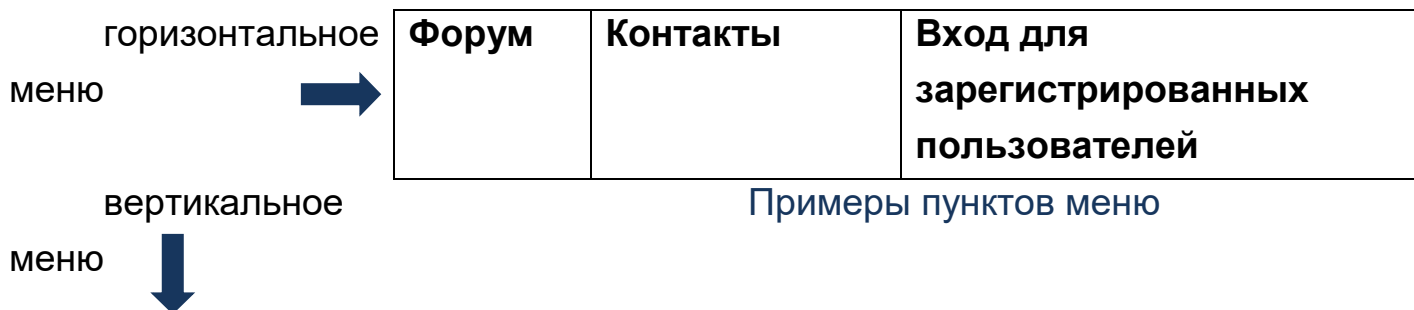 горизонтальное Форум Контакты Вход для
меню зарегистрированных
пользователей
вертикальное Примеры пунктов меню
меню